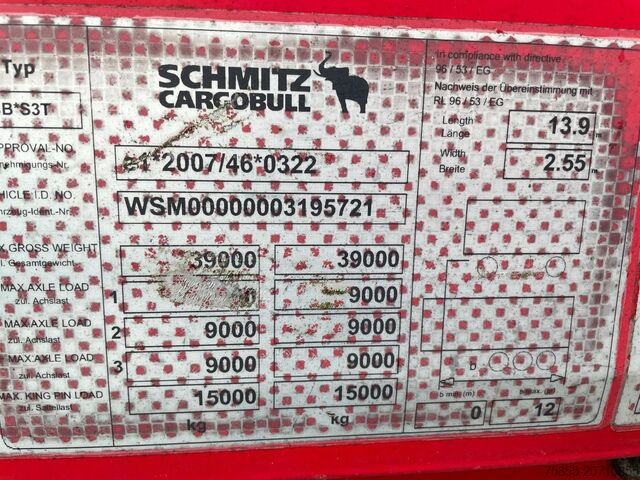 Typ
SCHMITZ
CARGOBULL
In compliance with directive
96 / 53 / EG
Nachweis der Übereinstimmung mit
RL 96 / 53 / EG
B*S3T
Length
Länge
13.9 m
Width
Breite
2.55 m
APPROVAL-NO.
nehmigungs-Nr.
e1*2007/46*0322
HICLE I.D. NO.
hrzeug-Ident.-Nr.
WSM00000003195721
X.GROSS WEIGHT
l. Gesamtgewicht
39000
39000
MAX.AXLE LOAD
zul. Achslast
1
9000
MAX.AXLE LOAD
zul. Achslast
2
9000
9000
MAX.AXLE LOAD
zul. Achslast
3
9000
9000
MAX. KING PIN LOAD
zul. Sattellast
15000
15000
kg
kg
b
b min. (m)
b max. (m)
0
12